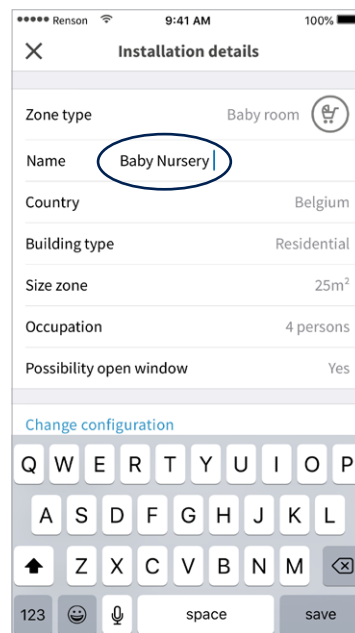 Renson 9:41 AM 100%
Installation details
Zone type Baby room
Name Baby Nursery
Country Belgium
Building type Residential
Size zone 25m²
Occupation 4 persons
Possibility open window Yes
Change configuration
Q W E R T Y U I O P
A S D F G H J K L
Z X C V B N M
123 space save